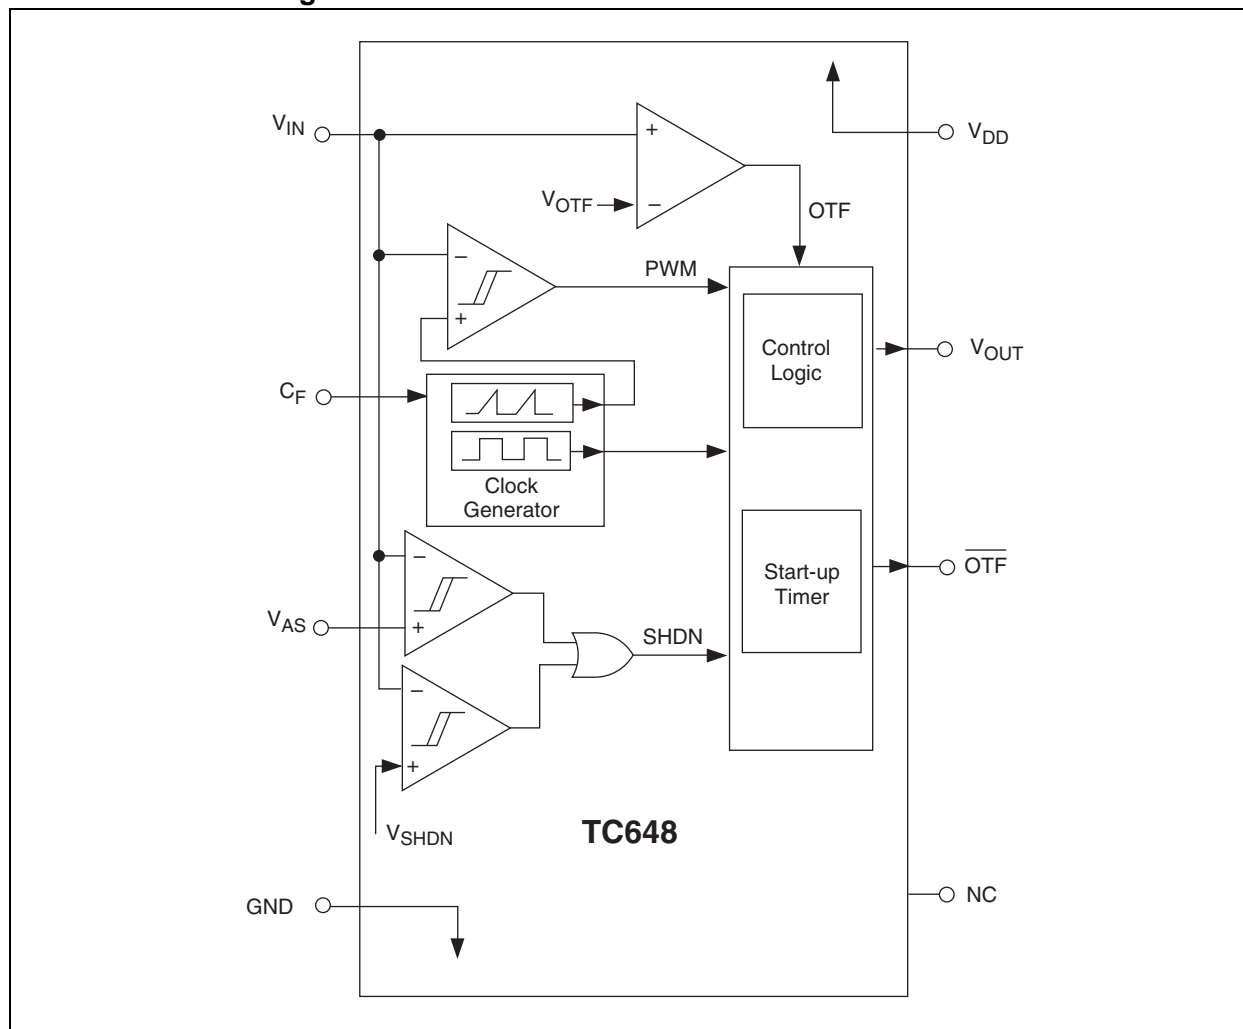 V_IN
V_DD
+
V_OTF
−
OTF
−
PWM
+
Control
Logic
V_OUT
C_F
Clock
Generator
−
Start-up
Timer
OTF
V_AS
+
SHDN
−
+
V_SHDN
TC648
GND
NC